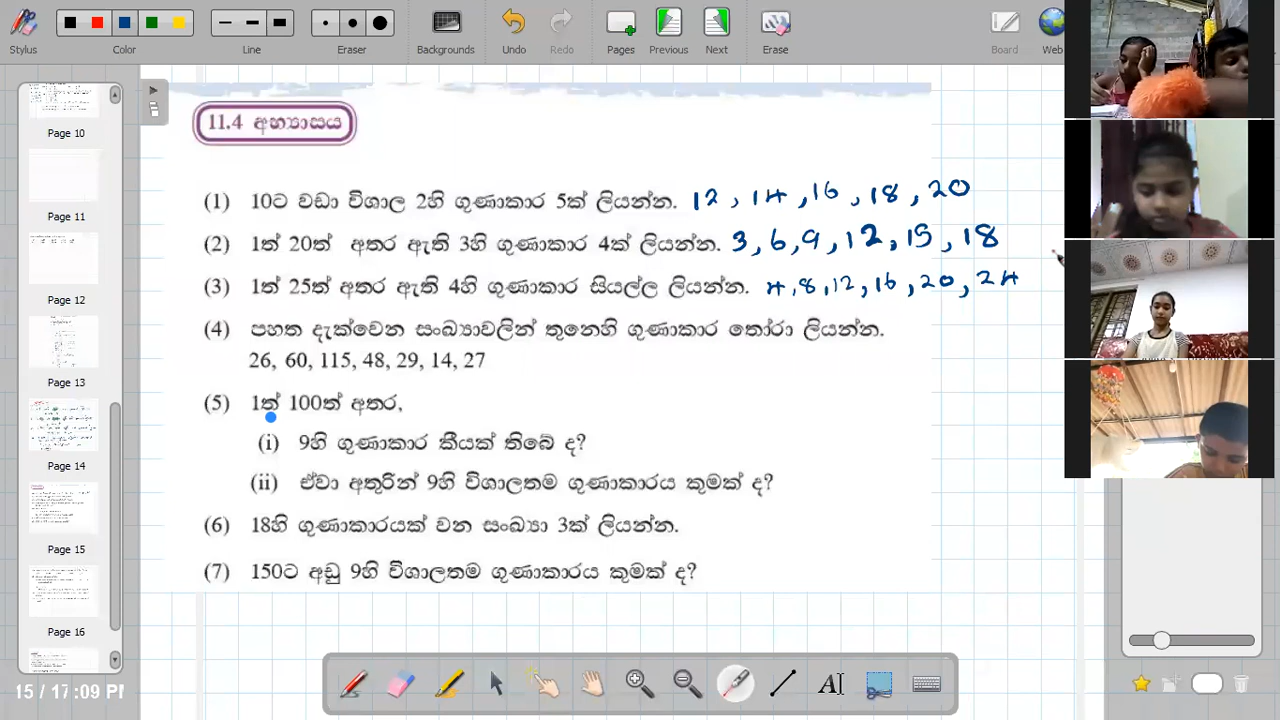 Stylus Color Line Eraser Backgrounds Undo Redo Pages Previous Next Erase Board Web
Page 10
Page 11
Page 12
Page 13
Page 14
Page 15
Page 16
11.4 අභ්‍යාසය
(1) 10ට වඩා විශාල 2හි ගුණාකාර 5ක් ලියන්න. 12, 14, 16, 18, 20
(2) 1ත් 20ත් අතර ඇති 3හි ගුණාකාර 4ක් ලියන්න. 3, 6, 9, 12, 15, 18
(3) 1ත් 25ත් අතර ඇති 4හි ගුණාකාර සියල්ල ලියන්න. 4, 8, 12, 16, 20, 24
(4) පහත දැක්වෙන සංඛ්‍යාවලින් තුනෙහි ගුණාකාර තෝරා ලියන්න.
26, 60, 115, 48, 29, 14, 27
(5) 1ත් 100ත් අතර,
(i) 9හි ගුණාකාර කීයක් තිබේ ද?
(ii) ඒවා අතුරින් 9හි විශාලතම ගුණාකාරය කුමක් ද?
(6) 18හි ගුණාකාරයක් වන සංඛ්‍යා 3ක් ලියන්න.
(7) 150ට අඩු 9හි විශාලතම ගුණාකාරය කුමක් ද?
15 / 17:09 PM